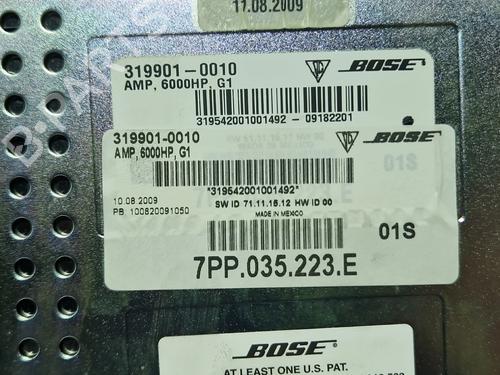 11.08.2009
319901-0010
BOSE
AMP, 6000HP, G1
319542001001492 - 09182201
319901-0010
BOSE
AMP, 6000HP, G1
01S
*319542001001492*
10.08.2009
SW ID 71.11.15.12 HW ID 00
PB 100820091050
MADE IN MEXICO
01S
7PP.035.223.E
BOSE
AT LEAST ONE U.S. PAT.